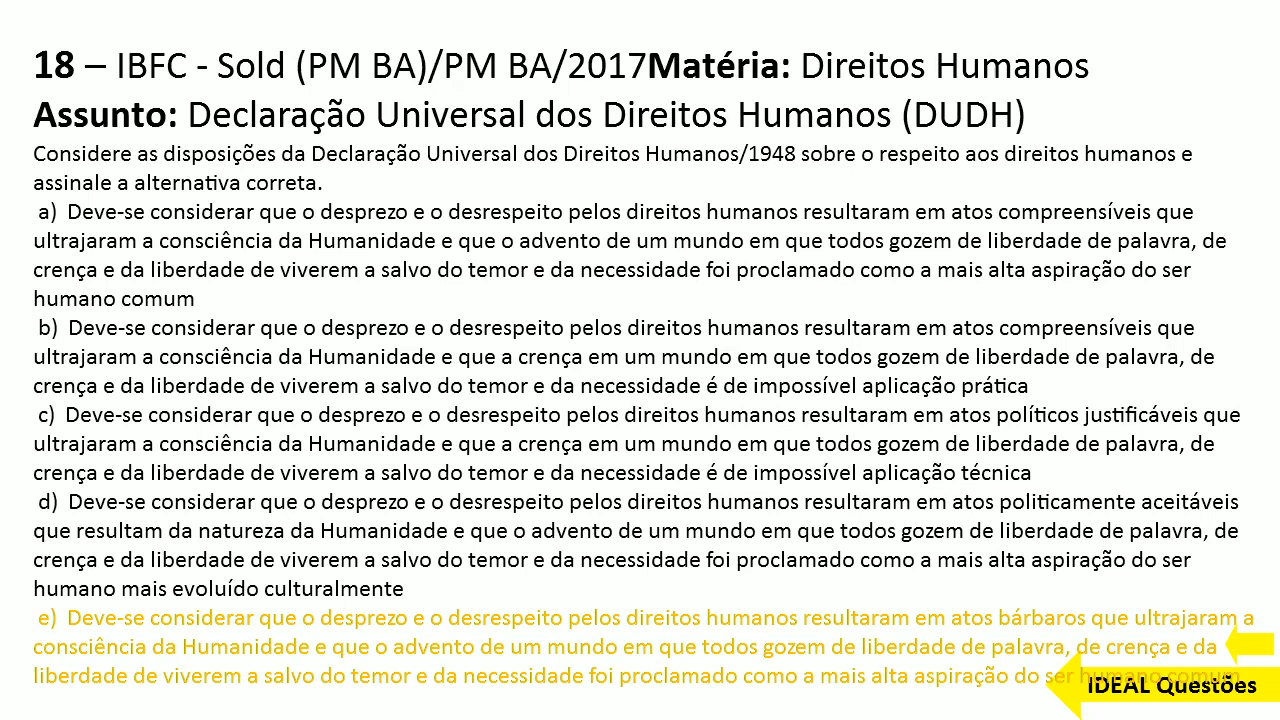 18 – IBFC - Sold (PM BA)/PM BA/2017Matéria: Direitos Humanos
Assunto: Declaração Universal dos Direitos Humanos (DUDH)
Considere as disposições da Declaração Universal dos Direitos Humanos/1948 sobre o respeito aos direitos humanos e
assinale a alternativa correta.
a) Deve-se considerar que o desprezo e o desrespeito pelos direitos humanos resultaram em atos compreensíveis que
ultrajaram a consciência da Humanidade e que o advento de um mundo em que todos gozem de liberdade de palavra, de
crença e da liberdade de viverem a salvo do temor e da necessidade foi proclamado como a mais alta aspiração do ser
humano comum
b) Deve-se considerar que o desprezo e o desrespeito pelos direitos humanos resultaram em atos compreensíveis que
ultrajaram a consciência da Humanidade e que a crença em um mundo em que todos gozem de liberdade de palavra, de
crença e da liberdade de viverem a salvo do temor e da necessidade é de impossível aplicação prática
c) Deve-se considerar que o desprezo e o desrespeito pelos direitos humanos resultaram em atos políticos justificáveis que
ultrajaram a consciência da Humanidade e que a crença em um mundo em que todos gozem de liberdade de palavra, de
crença e da liberdade de viverem a salvo do temor e da necessidade é de impossível aplicação técnica
d) Deve-se considerar que o desprezo e o desrespeito pelos direitos humanos resultaram em atos politicamente aceitáveis
que resultam da natureza da Humanidade e que o advento de um mundo em que todos gozem de liberdade de palavra, de
crença e da liberdade de viverem a salvo do temor e da necessidade foi proclamado como a mais alta aspiração do ser
humano mais evoluído culturalmente
e) Deve-se considerar que o desprezo e o desrespeito pelos direitos humanos resultaram em atos bárbaros que ultrajaram a
consciência da Humanidade e que o advento de um mundo em que todos gozem de liberdade de palavra, de crença e da
liberdade de viverem a salvo do temor e da necessidade foi proclamado como a mais alta aspiração do ser humano comum
IDEAL Questões